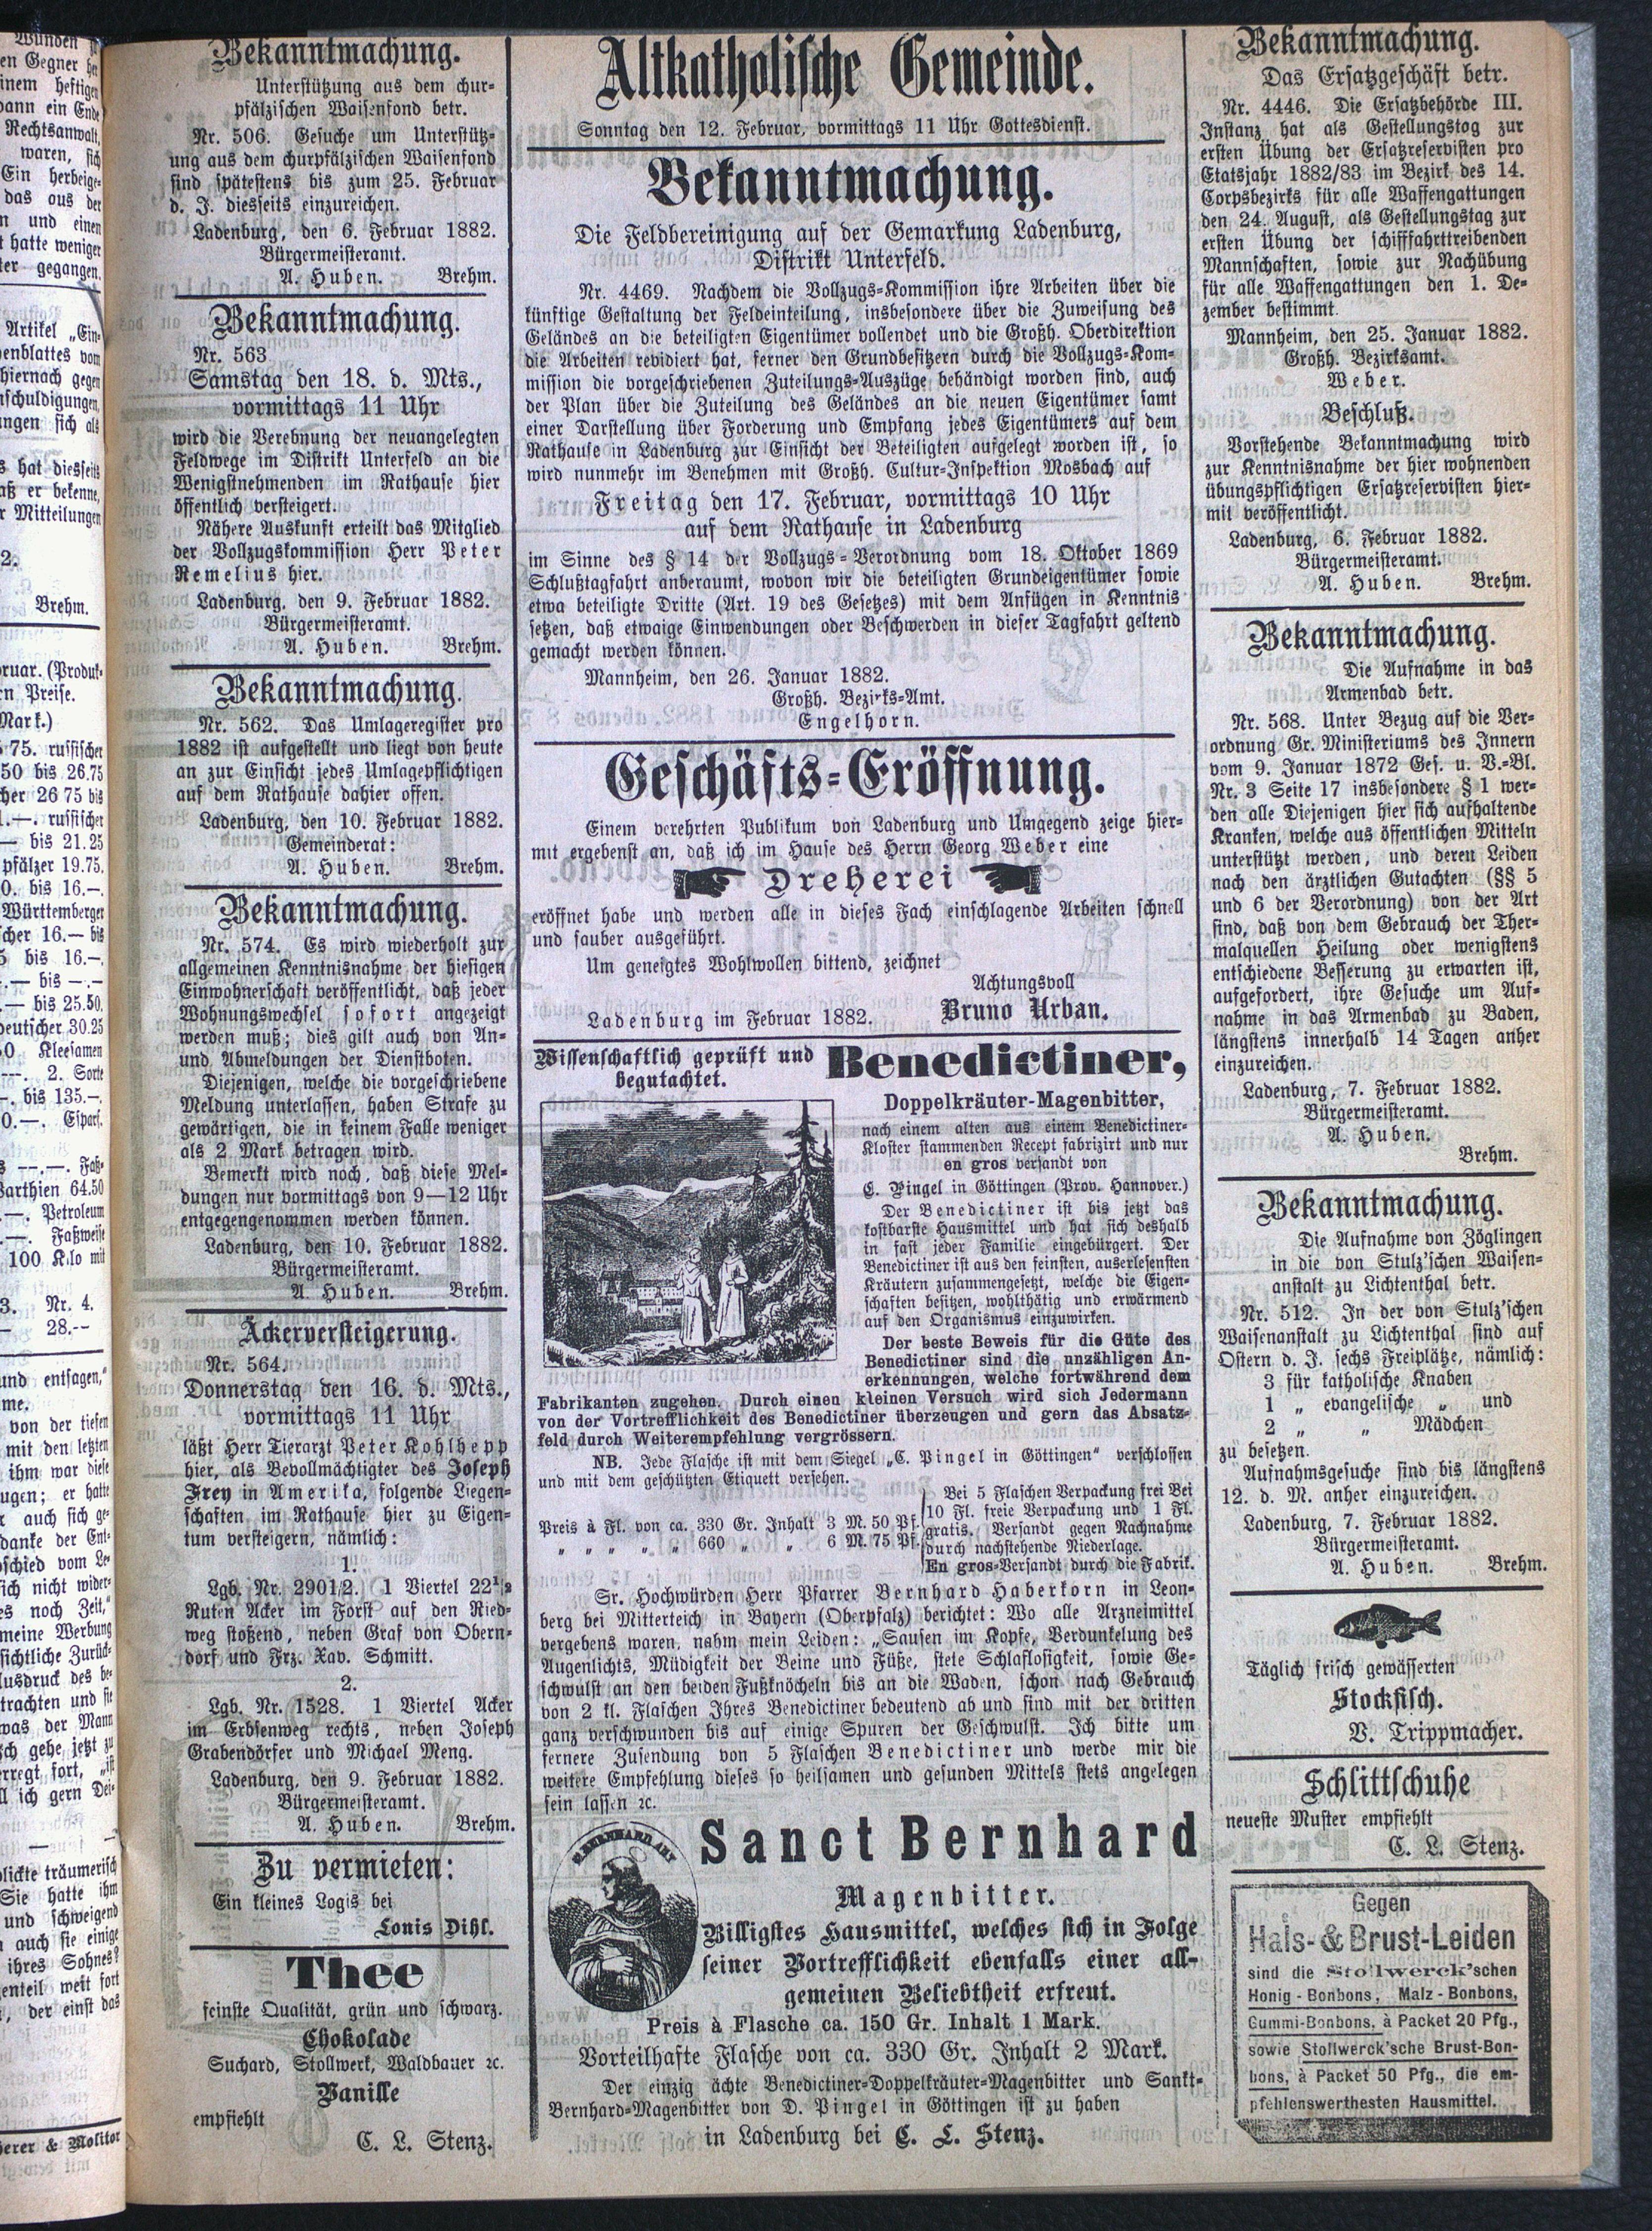 Bekanntmachung.
Unterstützung aus dem chur-
pfälzischen Waisenfond betr.
Nr. 506. Gesuche um Unterstütz-
ung aus dem churpfälzischen Waisenfond
sind spätestens bis zum 25. Februar
d. J. diesseits einzureichen.
Ladenburg, den 6. Februar 1882.
Bürgermeisteramt.
A. Huben. Brehm.
Bekanntmachung.
Nr. 563
Samstag den 18. d. Mts.,
vormittags 11 Uhr
wird die Verebnung der neuangelegten
Feldwege im Distrikt Unterfeld an die
Wenigstnehmenden im Rathause hier
öffentlich versteigert.
Nähere Auskunft erteilt das Mitglied
der Vollzugskommission Herr Peter
Remelius hier.
Ladenburg, den 9. Februar 1882.
Bürgermeisteramt.
A. Huben. Brehm.
Bekanntmachung.
Nr. 562. Das Umlageregister pro
1882 ist aufgestellt und liegt von heute
an zur Einsicht jedes Umlagepflichtigen
auf dem Rathause dahier offen.
Ladenburg, den 10. Februar 1882.
Gemeinderat:
A. Huben. Brehm.
Bekanntmachung.
Nr. 574. Es wird wiederholt zur
allgemeinen Kenntnisnahme der hiesigen
Einwohnerschaft veröffentlicht, daß jeder
Wohnungswechsel sofort angezeigt
werden muß; dies gilt auch von An-
und Abmeldungen der Dienstboten.
Diejenigen, welche die vorgeschriebene
Meldung unterlassen, haben Strafe zu
gewärtigen, die in keinem Falle weniger
als 2 Mark betragen wird.
Bemerkt wird noch, daß diese Mel-
dungen nur vormittags von 9—12 Uhr
entgegengenommen werden können.
Ladenburg, den 10. Februar 1882.
Bürgermeisteramt.
A. Huben. Brehm.
Äckerversteigerung.
Nr. 564.
Donnerstag den 16. d. Mts.,
vormittags 11 Uhr
läßt Herr Tierarzt Peter Kohlhepp
hier, als Bevollmächtigter des Joseph
Frey in Amerika, folgende Liegen-
schaften im Rathause hier zu Eigen-
tum versteigern, nämlich:
1.
Lgb. Nr. 2901/2. 1 Viertel 22½
Ruten Acker im Forst auf den Ried-
weg stoßend, neben Graf von Obern-
dorf und Frz. Xav. Schmitt.
2.
Lgb. Nr. 1528. 1 Viertel Acker
im Erbsenweg rechts, neben Joseph
Grabendörfer und Michael Meng.
Ladenburg, den 9. Februar 1882.
Bürgermeisteramt.
A. Huben. Brehm.
Zu vermieten:
Ein kleines Logis bei
Louis Dihl.
Thee
feinste Qualität, grün und schwarz.
Chokolade
Suchard, Stollwerk, Waldbauer ꝛc.
Vanille
empfiehlt
C. L. Stenz.
Altkatholische Gemeinde.
Sonntag den 12. Februar, vormittags 11 Uhr Gottesdienst.
Bekanntmachung.
Die Feldbereinigung auf der Gemarkung Ladenburg,
Distrikt Unterfeld.
Nr. 4469. Nachdem die Vollzugs-Kommission ihre Arbeiten über die
künftige Gestaltung der Feldeinteilung, insbesondere über die Zuweisung des
Geländes an die beteiligten Eigentümer vollendet und die Großh. Oberdirektion
die Arbeiten revidiert hat, ferner den Grundbesitzern durch die Vollzugs-Kom-
mission die vorgeschriebenen Zuteilungs-Auszüge behändigt worden sind, auch
der Plan über die Zuteilung des Geländes an die neuen Eigentümer samt
einer Darstellung über Forderung und Empfang jedes Eigentümers auf dem
Rathause in Ladenburg zur Einsicht der Beteiligten aufgelegt worden ist, so
wird nunmehr im Benehmen mit Großh. Cultur-Inspektion Mosbach auf
Freitag den 17. Februar, vormittags 10 Uhr
auf dem Rathause in Ladenburg
im Sinne des § 14 der Vollzugs-Verordnung vom 18. Oktober 1869
Schlußtagfahrt anberaumt, wovon wir die beteiligten Grundeigentümer sowie
etwa beteiligte Dritte (Art. 19 des Gesetzes) mit dem Anfügen in Kenntnis
setzen, daß etwaige Einwendungen oder Beschwerden in dieser Tagfahrt geltend
gemacht werden können.
Mannheim, den 26. Januar 1882.
Großh. Bezirks-Amt.
Engelhorn.
Geschäfts-Eröffnung.
Einem verehrten Publikum von Ladenburg und Umgegend zeige hier-
mit ergebenst an, daß ich im Hause des Herrn Georg Weber eine
Dreherei
eröffnet habe und werden alle in dieses Fach einschlagende Arbeiten schnell
und sauber ausgeführt.
Um geneigtes Wohlwollen bittend, zeichnet
Achtungsvoll
Ladenburg im Februar 1882. Bruno Urban.
Wissenschaftlich geprüft und
begutachtet.
Benedictiner,
Doppelkräuter-Magenbitter,
nach einem alten aus einem Benedictiner-
Kloster stammenden Recept fabrizirt und nur
en gros versandt von
C. Pingel in Göttingen (Prov. Hannover.)
Der Benedictiner ist bis jetzt das
kostbarste Hausmittel und hat sich deshalb
in fast jeder Familie eingebürgert. Der
Benedictiner ist aus den feinsten, auserlesensten
Kräutern zusammengesetzt, welche die Eigen-
schaften besitzen, wohlthätig und erwärmend
auf den Organismus einzuwirken.
Der beste Beweis für die Güte des
Benedictiner sind die unzähligen An-
erkennungen, welche fortwährend dem
Fabrikanten zugehen. Durch einen kleinen Versuch wird sich Jedermann
von der Vortrefflichkeit des Benedictiner überzeugen und gern das Absatz-
feld durch Weiterempfehlung vergrössern.
NB. Jede Flasche ist mit dem Siegel „C. Pingel in Göttingen“ verschlossen
und mit dem geschützten Etiquett versehen.
Preis à Fl. von ca. 330 Gr. Inhalt 3 M. 50 Pf.
„ „ „ „ 660 „ „ 6 M. 75 Pf.
Bei 5 Flaschen Verpackung frei Bei
10 Fl. freie Verpackung und 1 Fl.
gratis. Versandt gegen Nachnahme
durch nachstehende Niederlage.
En gros-Versandt durch die Fabrik.
Sr. Hochwürden Herr Pfarrer Bernhard Haberkorn in Leon-
berg bei Mitterteich in Bayern (Oberpfalz) berichtet: Wo alle Arzneimittel
vergebens waren, nahm mein Leiden: „Sausen im Kopfe, Verdunkelung des
Augenlichts, Müdigkeit der Beine und Füße, stete Schlaflosigkeit, sowie Ge-
schwulst an den beiden Fußknöcheln bis an die Waden, schon nach Gebrauch
von 2 kl. Flaschen Ihres Benedictiner bedeutend ab und sind mit der dritten
ganz verschwunden bis auf einige Spuren der Geschwulst. Ich bitte um
fernere Zusendung von 5 Flaschen Benedictiner und werde mir die
weitere Empfehlung dieses so heilsamen und gesunden Mittels stets angelegen
sein lassen ꝛc.
Sanct Bernhard
Magenbitter.
Billigstes Hausmittel, welches sich in Folge
seiner Vortrefflichkeit ebenfalls einer all-
gemeinen Beliebtheit erfreut.
Preis à Flasche ca. 150 Gr. Inhalt 1 Mark.
Vorteilhafte Flasche von ca. 330 Gr. Inhalt 2 Mark.
Der einzig ächte Benedictiner-Doppelkräuter-Magenbitter und Sankt-
Bernhard-Magenbitter von D. Pingel in Göttingen ist zu haben
in Ladenburg bei C. L. Stenz.
Bekanntmachung.
Das Ersatzgeschäft betr.
Nr. 4446. Die Ersatzbehörde III.
Instanz hat als Gestellungstag zur
ersten Übung der Ersatzreservisten pro
Etatsjahr 1882/83 im Bezirk des 14.
Corpsbezirks für alle Waffengattungen
den 24. August, als Gestellungstag zur
ersten Übung der schifffahrttreibenden
Mannschaften, sowie zur Nachübung
für alle Waffengattungen den 1. De-
zember bestimmt.
Mannheim, den 25. Januar 1882.
Großh. Bezirksamt.
Weber.
Beschluß.
Vorstehende Bekanntmachung wird
zur Kenntnisnahme der hier wohnenden
übungspflichtigen Ersatzreservisten hier-
mit veröffentlicht.
Ladenburg, 6. Februar 1882.
Bürgermeisteramt.
A. Huben. Brehm.
Bekanntmachung.
Die Aufnahme in das
Armenbad betr.
Nr. 568. Unter Bezug auf die Ver-
ordnung Gr. Ministeriums des Innern
vom 9. Januar 1872 Ges. u. V.-Bl.
Nr. 3 Seite 17 insbesondere § 1 wer-
den alle Diejenigen hier sich aufhaltende
Kranken, welche aus öffentlichen Mitteln
unterstützt werden, und deren Leiden
nach den ärztlichen Gutachten (§§ 5
und 6 der Verordnung) von der Art
sind, daß von dem Gebrauch der Ther-
malquellen Heilung oder wenigstens
entschiedene Besserung zu erwarten ist,
aufgefordert, ihre Gesuche um Auf-
nahme in das Armenbad zu Baden,
längstens innerhalb 14 Tagen anher
einzureichen.
Ladenburg, 7. Februar 1882.
Bürgermeisteramt.
A. Huben.
Brehm.
Bekanntmachung.
Die Aufnahme von Zöglingen
in die von Stulz'schen Waisen-
anstalt zu Lichtenthal betr.
Nr. 512. In der von Stulz'schen
Waisenanstalt zu Lichtenthal sind auf
Ostern d. J. sechs Freiplätze, nämlich:
3 für katholische Knaben
1 „ evangelische „ und
2 „ „ Mädchen
zu besetzen.
Aufnahmsgesuche sind bis längstens
12. d. M. anher einzureichen.
Ladenburg, 7. Februar 1882.
Bürgermeisteramt.
A. Huben. Brehm.
Täglich frisch gewässerten
Stockfisch.
V. Trippmacher.
Schlittschuhe
neueste Muster empfiehlt
C. L. Stenz.
Gegen
Hals- & Brust-Leiden
sind die Stollwerck'schen
Honig-Bonbons, Malz-Bonbons,
Gummi-Bonbons, à Packet 20 Pfg.,
sowie Stollwerck'sche Brust-Bon-
bons, à Packet 50 Pfg., die em-
pfehlenswerthesten Hausmittel.